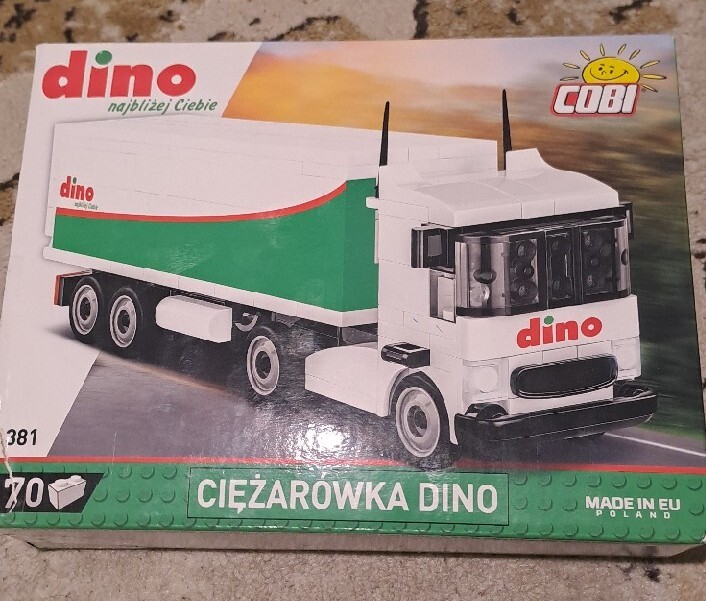 dino
najbliżej Ciebie
COBI
dino
najbliżej Ciebie
dino
381
70
CIĘŻARÓWKA DINO
MADE IN EU
POLAND